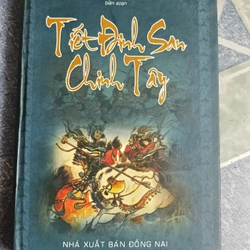 biên soạn
Tiết Đinh San
Chinh Tây
NHÀ XUẤT BẢN ĐỒNG NAI